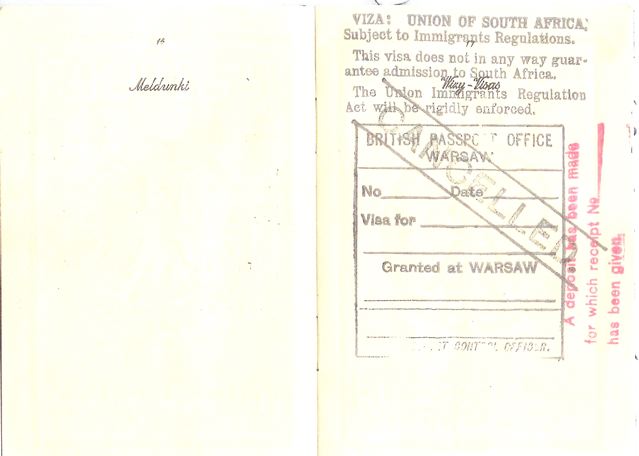 14
Meldunki
VIZA: UNION OF SOUTH AFRICA.
Subject to Immigrants Regulations.
This visa does not in any way guar-
antee admission to South Africa.
Wizy-Visas
The Union Immigrants Regulation
Act will be rigidly enforced.
BRITISH PASSPORT OFFICE
WARSAW
CANCELLED
No Date
Visa for
Granted at WARSAW
CONTROL OFFICER.
A deposit has been made
for which receipt No
has been given.